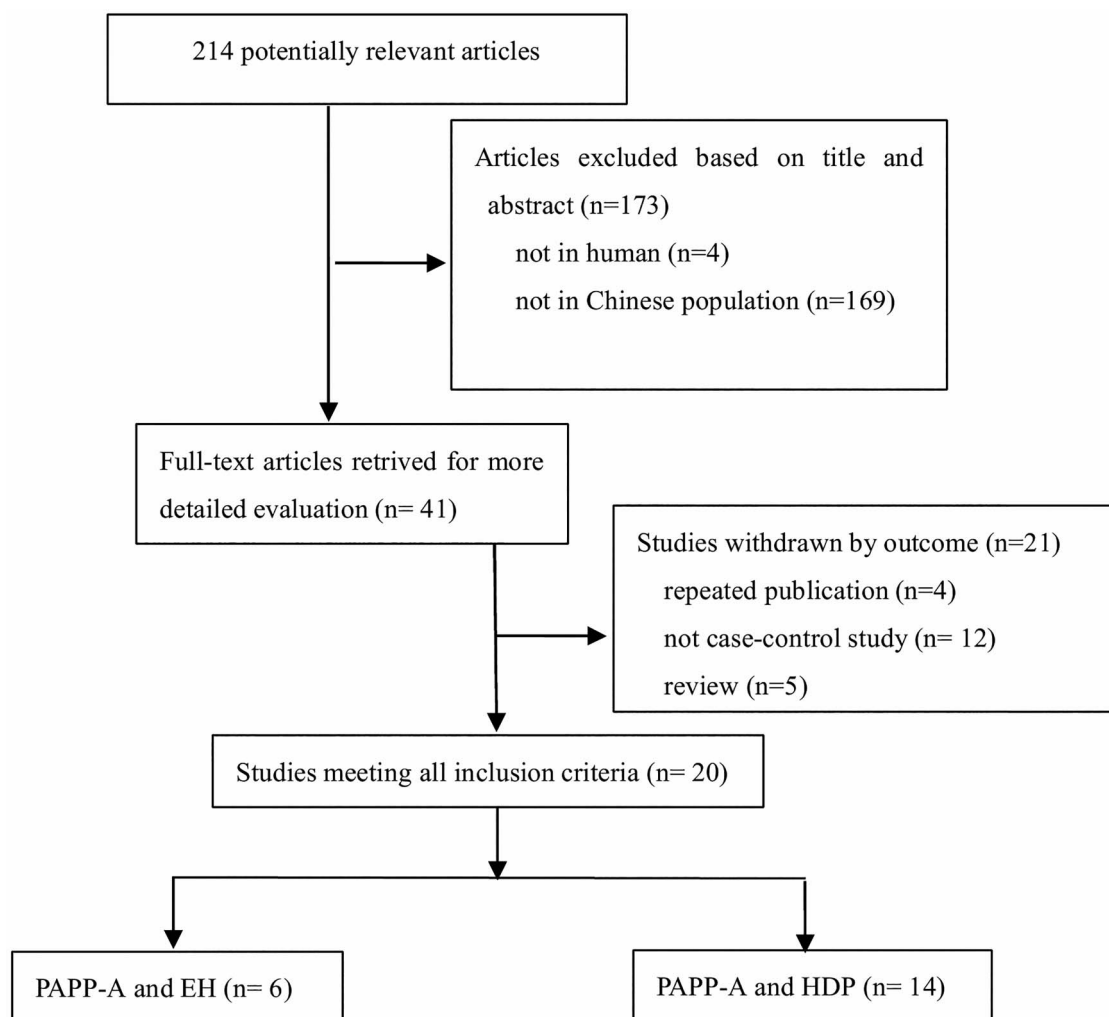 214 potentially relevant articles
Articles excluded based on title and
abstract (n=173)
not in human (n=4)
not in Chinese population (n=169)
Full-text articles retrived for more
detailed evaluation (n= 41)
Studies withdrawn by outcome (n=21)
repeated publication (n=4)
not case-control study (n= 12)
review (n=5)
Studies meeting all inclusion criteria (n= 20)
PAPP-A and EH (n= 6)
PAPP-A and HDP (n= 14)